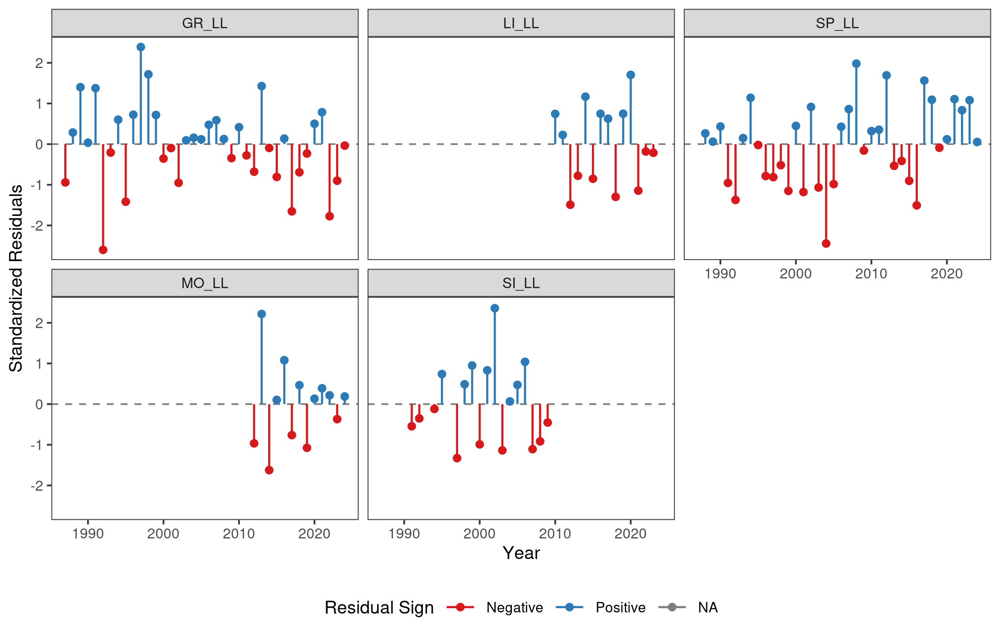 GR_LL
LI_LL
SP_LL
2
1
0
-1
-2
1990 2000 2010 2020
Standardized Residuals
MO_LL
SI_LL
2
1
0
-1
-2
1990 2000 2010 2020
1990 2000 2010 2020
Year
Residual Sign Negative Positive NA